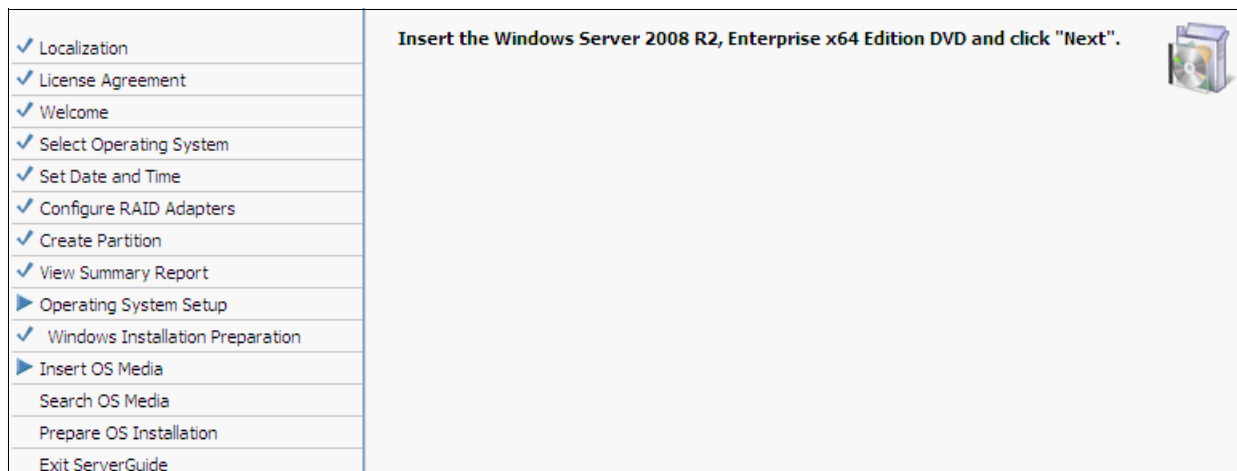 Localization
License Agreement
Welcome
Select Operating System
Set Date and Time
Configure RAID Adapters
Create Partition
View Summary Report
Operating System Setup
Windows Installation Preparation
Insert OS Media
Search OS Media
Prepare OS Installation
Exit ServerGuide
Insert the Windows Server 2008 R2, Enterprise x64 Edition DVD and click "Next".